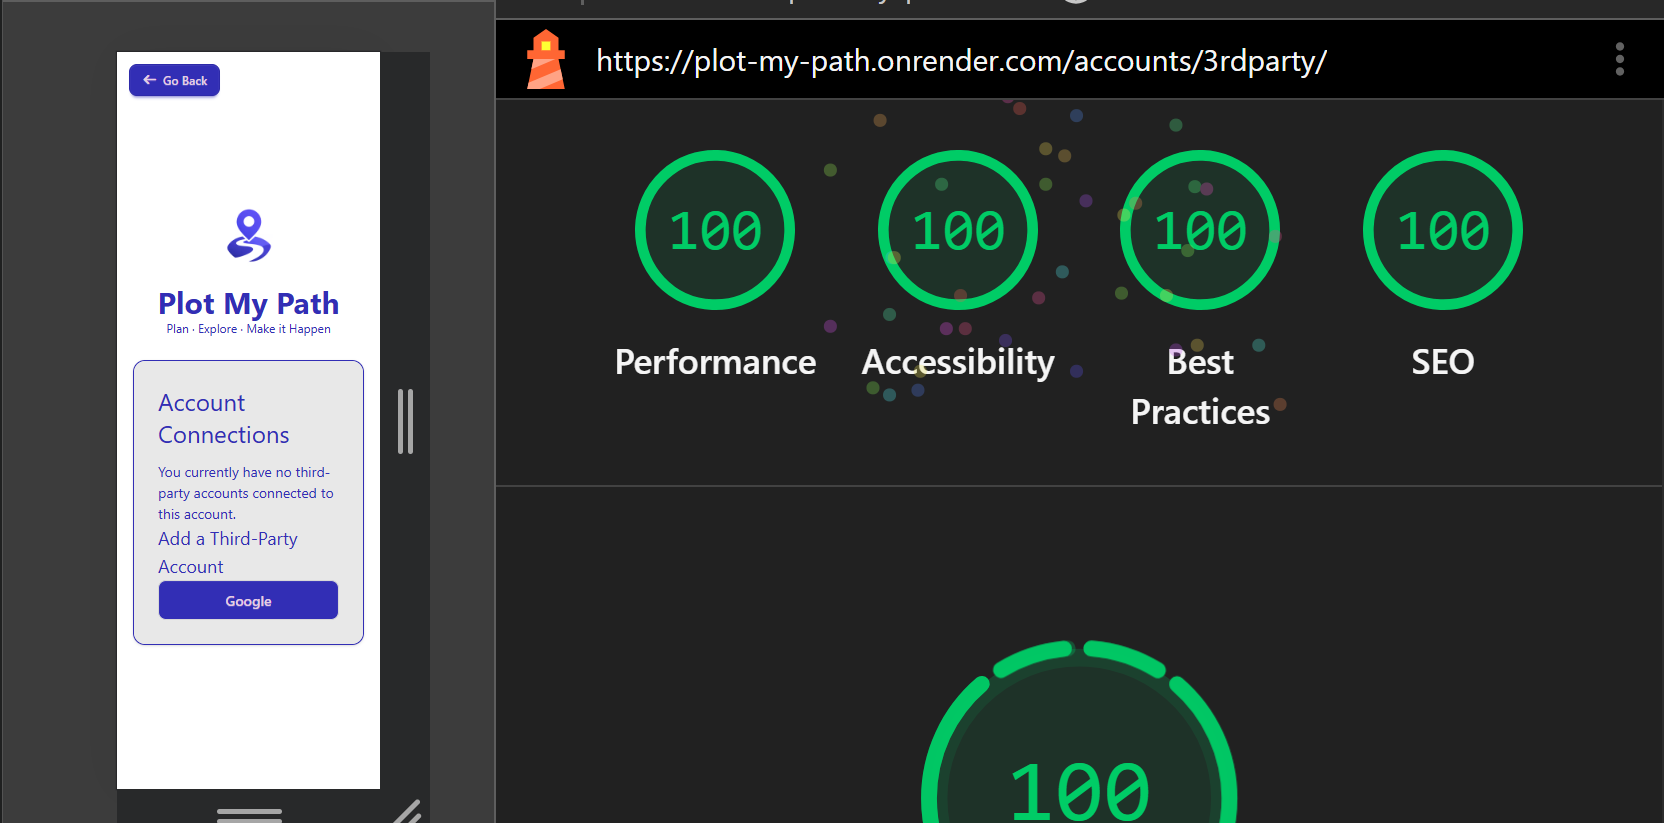 Go Back
Plot My Path
Plan · Explore · Make it Happen
Account
Connections
You currently have no third-
party accounts connected to
this account.
Add a Third-Party
Account
Google
https://plot-my-path.onrender.com/accounts/3rdparty/
100
100
100
100
Performance
Accessibility
Best
Practices
SEO
100